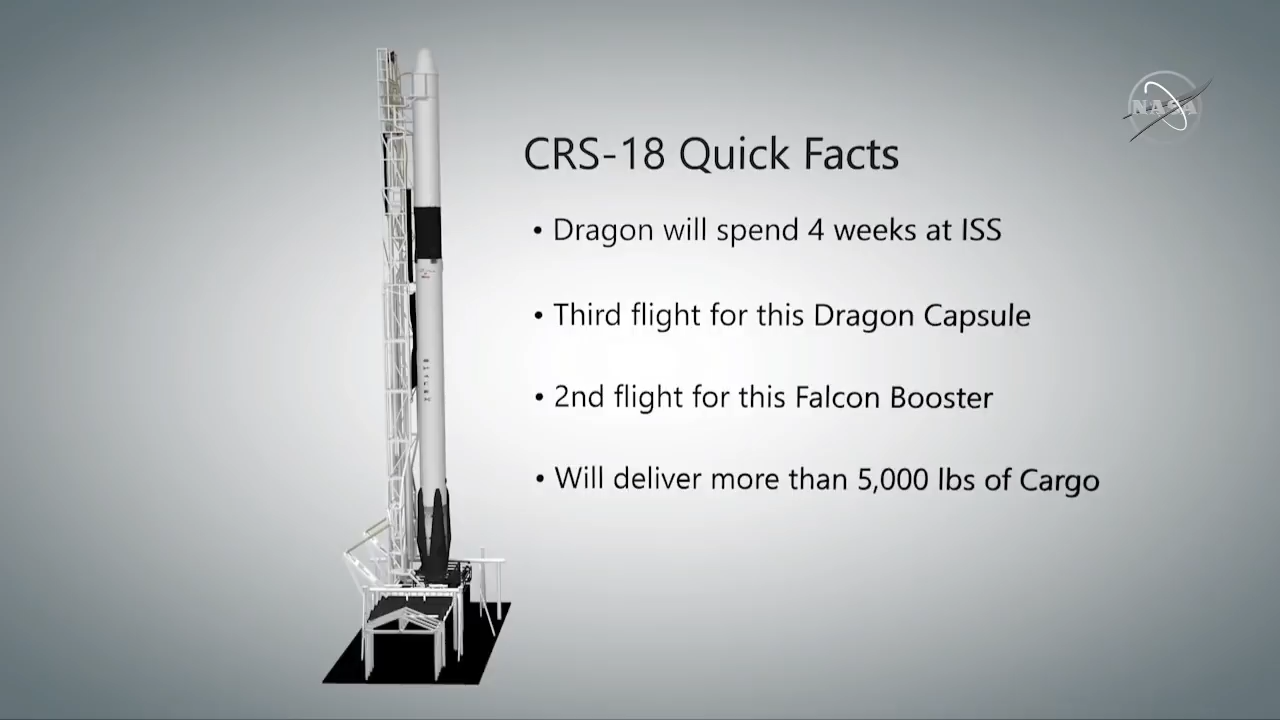 NASA
CRS-18 Quick Facts
• Dragon will spend 4 weeks at ISS
• Third flight for this Dragon Capsule
• 2nd flight for this Falcon Booster
• Will deliver more than 5,000 lbs of Cargo